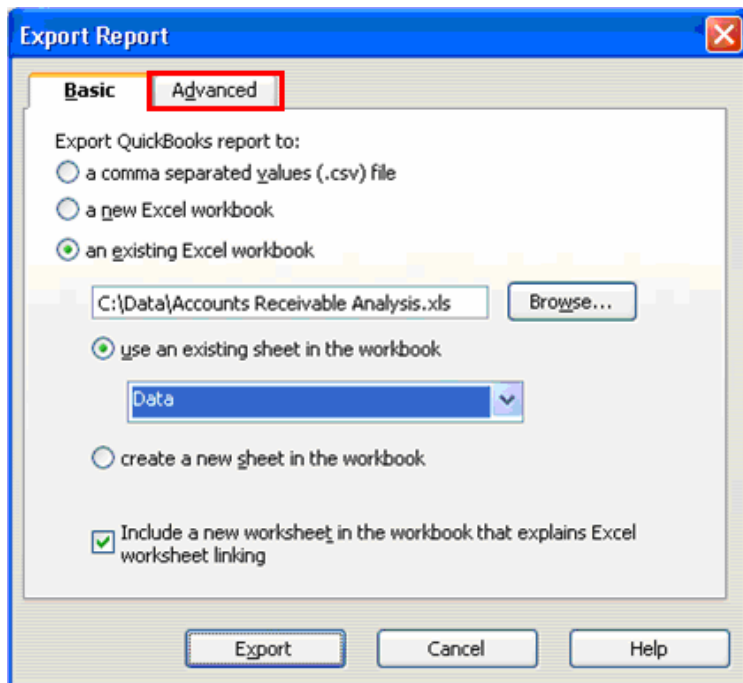 Export Report
Basic
Advanced
Export QuickBooks report to:
a comma separated values (.csv) file
a new Excel workbook
an existing Excel workbook
C:\Data\Accounts Receivable Analysis.xls
Browse...
use an existing sheet in the workbook
Data
create a new sheet in the workbook
Include a new worksheet in the workbook that explains Excel
worksheet linking
Export
Cancel
Help